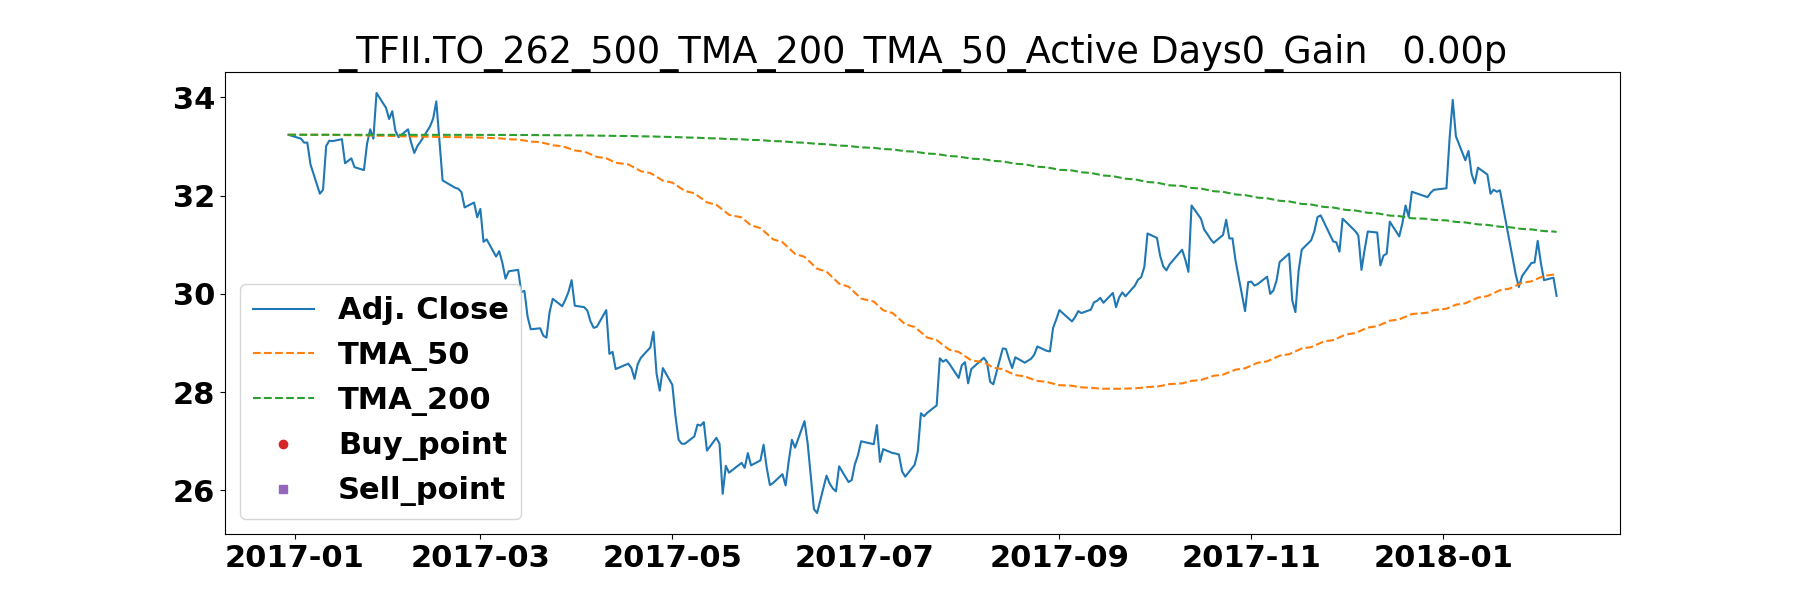 _TFII.TO_262_500_TMA_200_TMA_50_Active Days0_Gain   0.00p
34
32
30
28
26
Adj. Close
TMA_50
TMA_200
Buy_point
Sell_point
2017-01 2017-03 2017-05 2017-07 2017-09 2017-11 2018-01